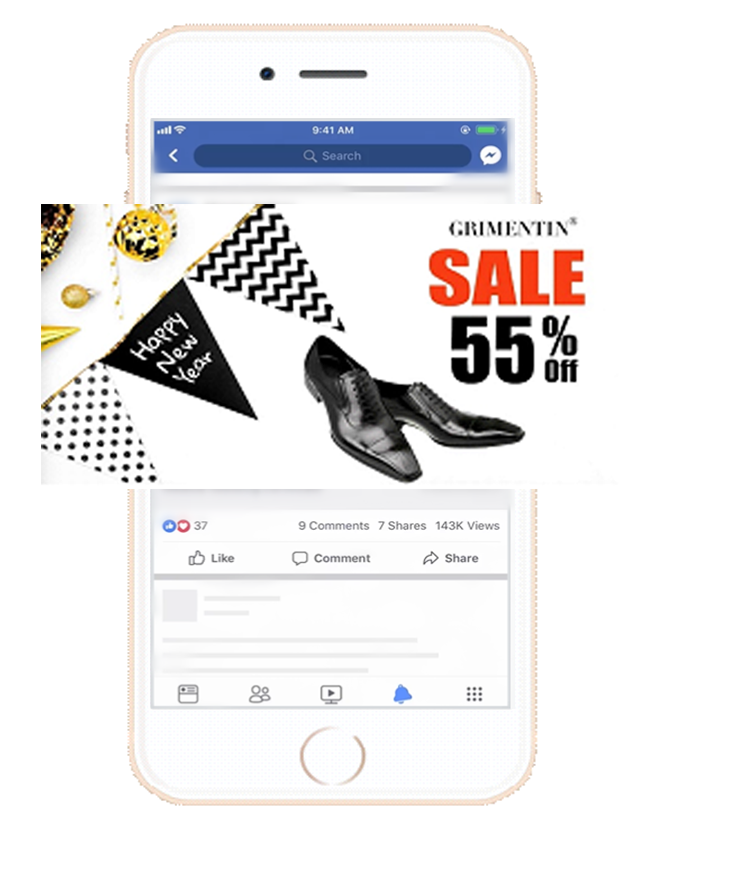 9:41 AM
Search
GRIMENTIN®
SALE
55% Off
Happy
New
Year
37 9 Comments 7 Shares 143K Views
Like Comment Share